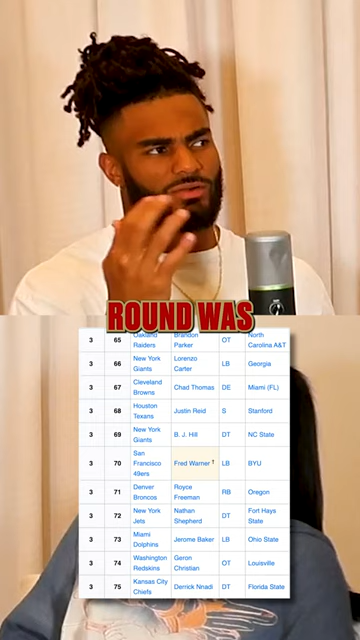 ROUND WAS
3 65 Oakland Raiders Brandon Parker OT North Carolina A&T
3 66 New York Giants Lorenzo Carter LB Georgia
3 67 Cleveland Browns Chad Thomas DE Miami (FL)
3 68 Houston Texans Justin Reid S Stanford
3 69 New York Giants B. J. Hill DT NC State
3 70 San Francisco 49ers Fred Warner † LB BYU
3 71 Denver Broncos Royce Freeman RB Oregon
3 72 New York Jets Nathan Shepherd DT Fort Hays State
3 73 Miami Dolphins Jerome Baker LB Ohio State
3 74 Washington Redskins Geron Christian OT Louisville
3 75 Kansas City Chiefs Derrick Nnadi DT Florida State